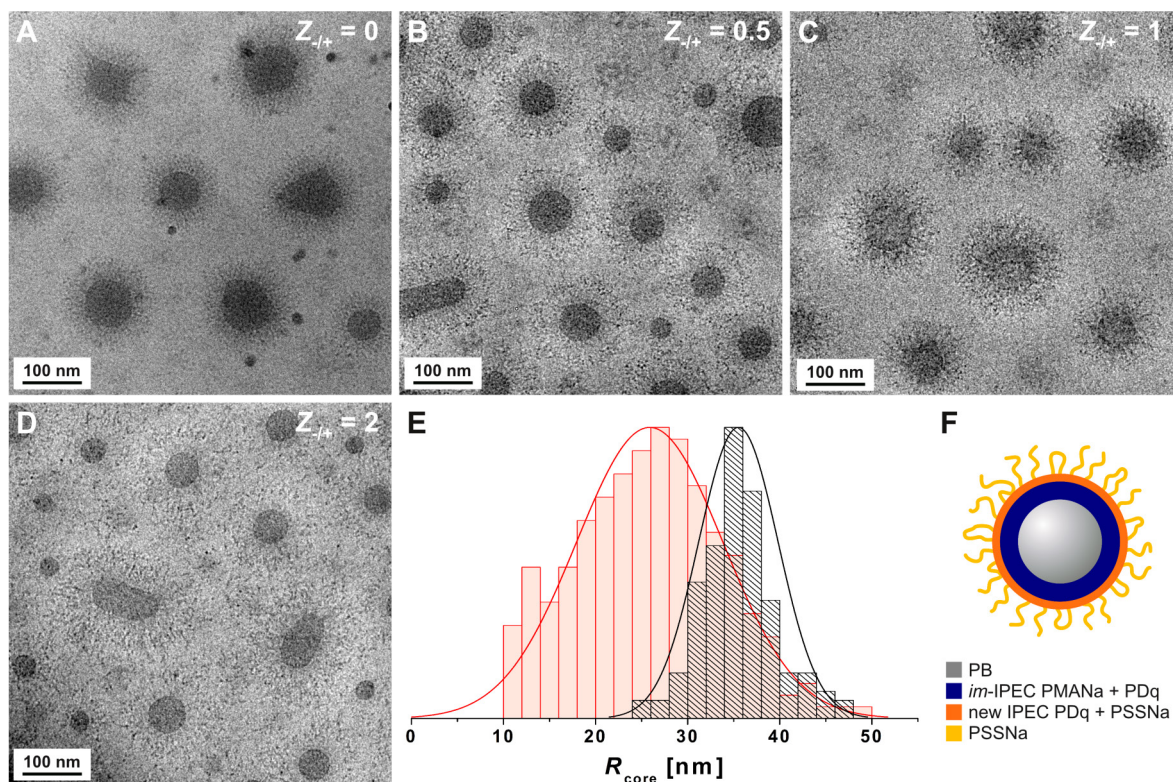 A
Z-/+ = 0
100 nm
B
Z-/+ = 0.5
100 nm
C
Z-/+ = 1
100 nm
D
Z-/+ = 2
100 nm
E
0 10 20 30 40 50
Rcore [nm]
F
PB
im-IPEC PMANa + PDq
new IPEC PDq + PSSNa
PSSNa